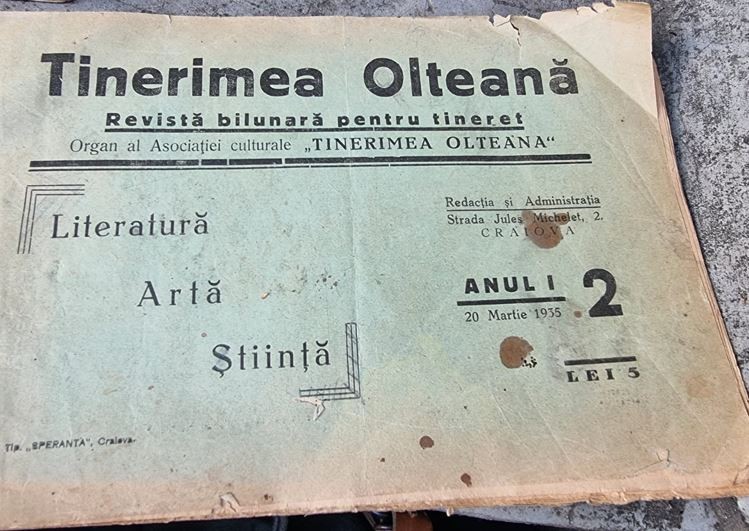 Tinerimea Olteană
Revistă bilunară pentru tineret
Organ al Asociației culturale „TINERIMEA OLTEANA“
Literatură
Artă
Știință
Redacția și Administrația
Strada Jules Michelet, 2.
CRAIOVA
ANUL I
20 Martie 1935
2
LEI 5
Tip. „SPERANTA”, Craiova.